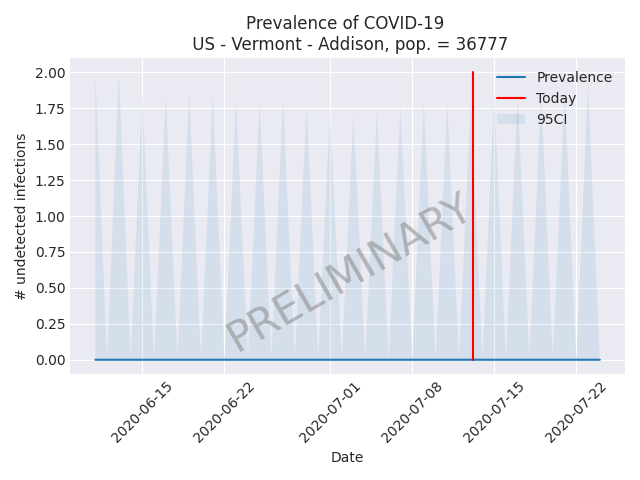 Prevalence of COVID-19
US - Vermont - Addison, pop. = 36777
Prevalence
Today
95CI
# undetected infections
2.00
1.75
1.50
1.25
1.00
0.75
0.50
0.25
0.00
PRELIMINARY
2020-06-15
2020-06-22
2020-07-01
2020-07-08
2020-07-15
2020-07-22
Date